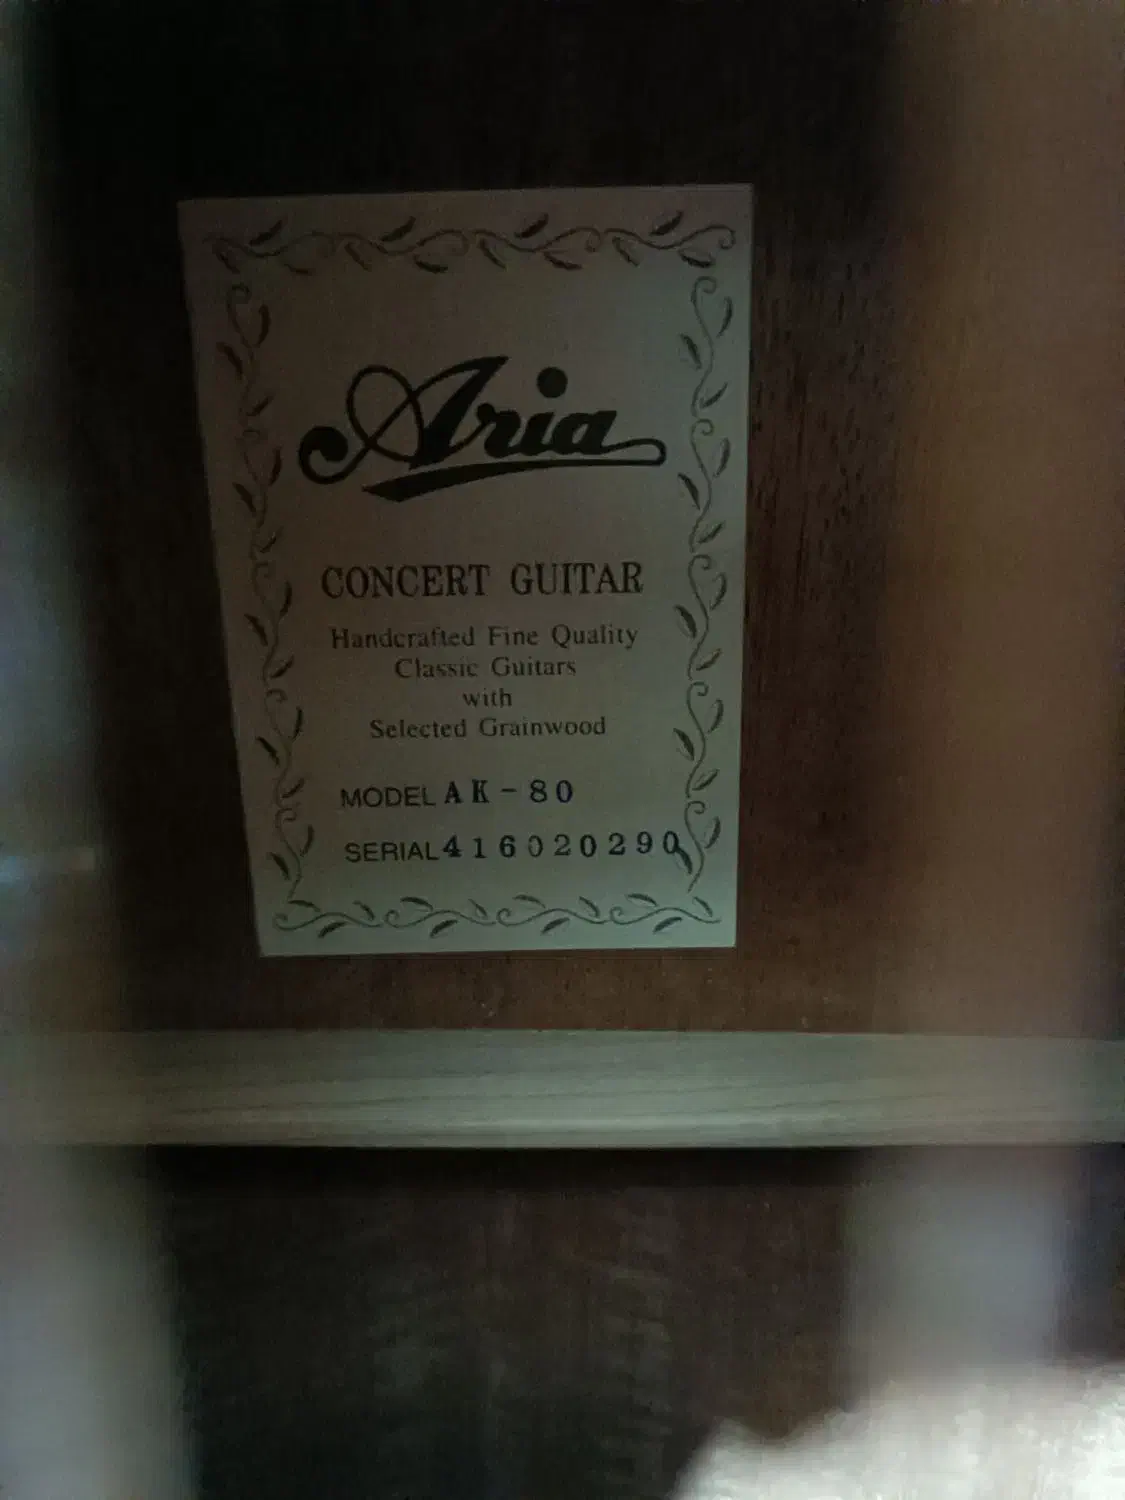 Aria
CONCERT GUITAR
Handcrafted Fine Quality
Classic Guitars
with
Selected Grainwood
MODEL AK-80
SERIAL 416020290